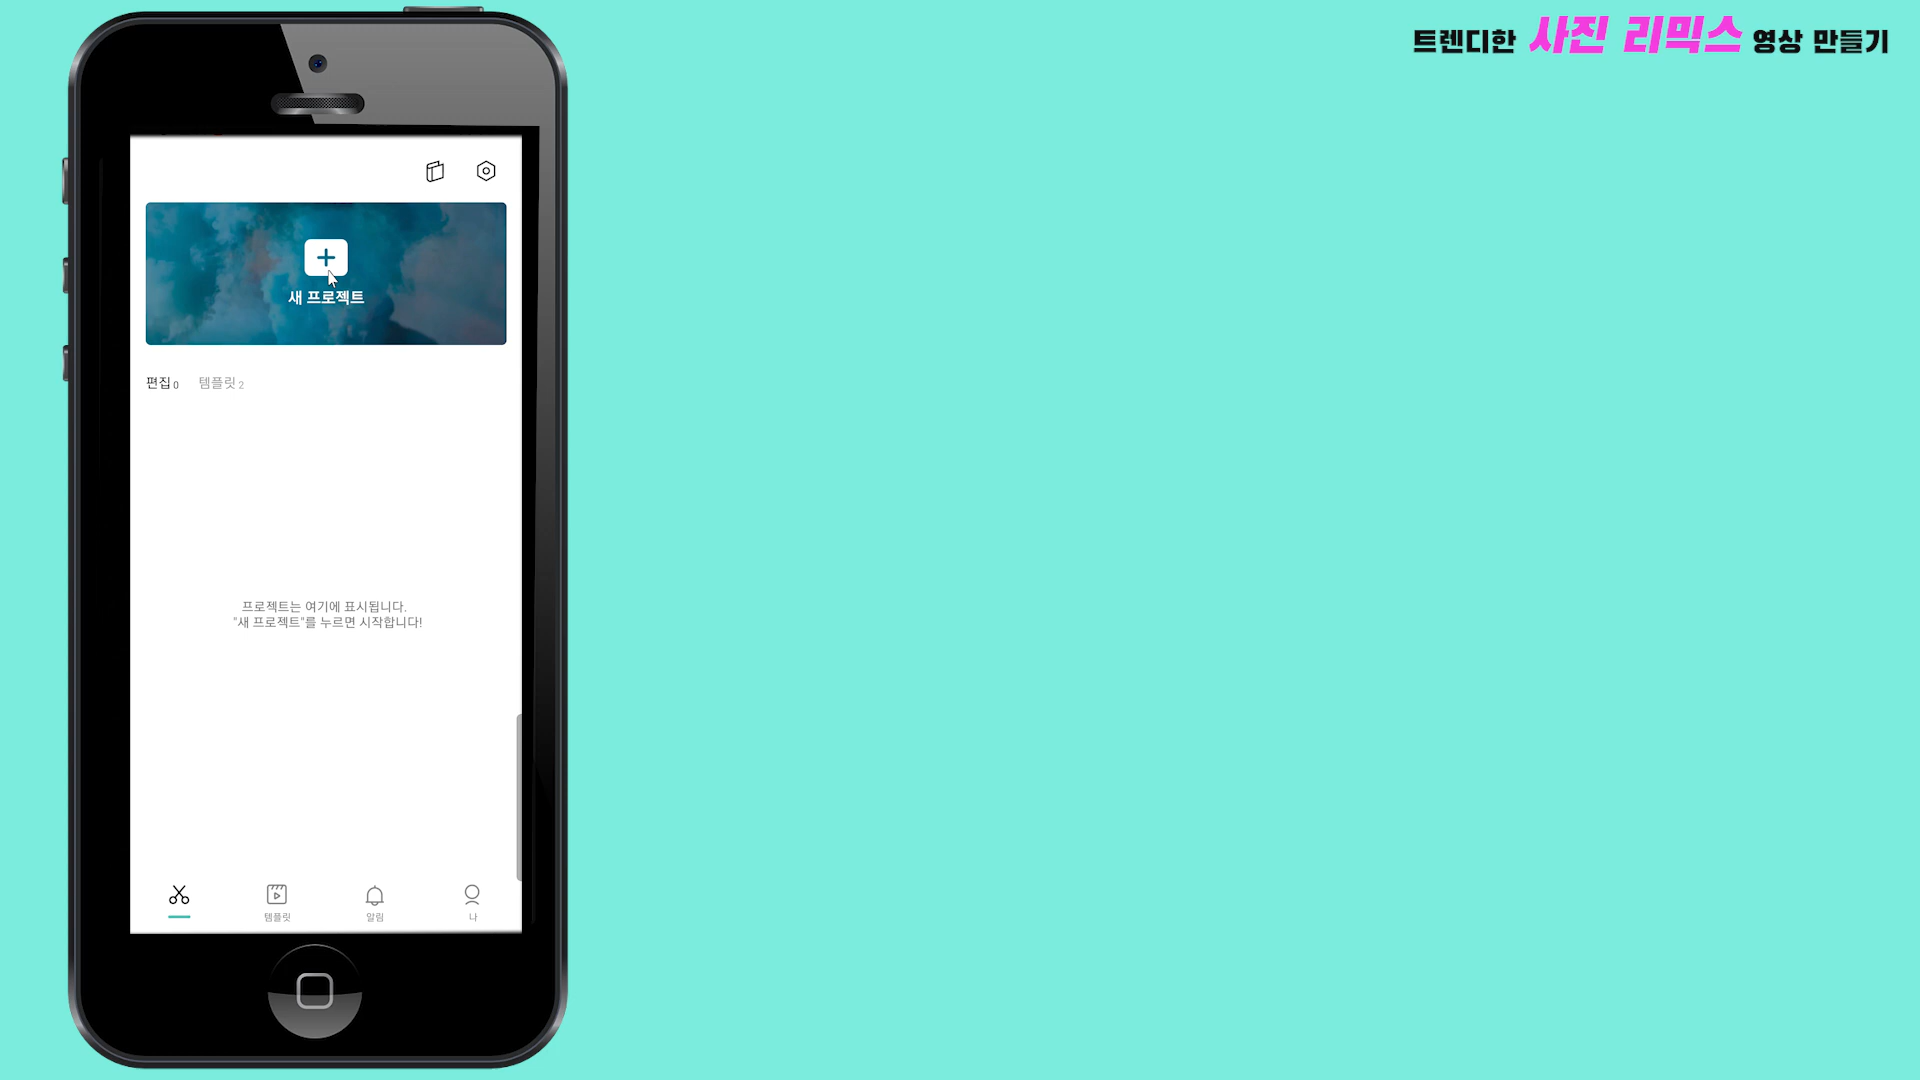 트렌디한 사진 리믹스 영상 만들기
새 프로젝트
편집 0 템플릿 2
프로젝트는 여기에 표시됩니다.
"새 프로젝트"를 누르면 시작합니다!
템플릿 알림 나